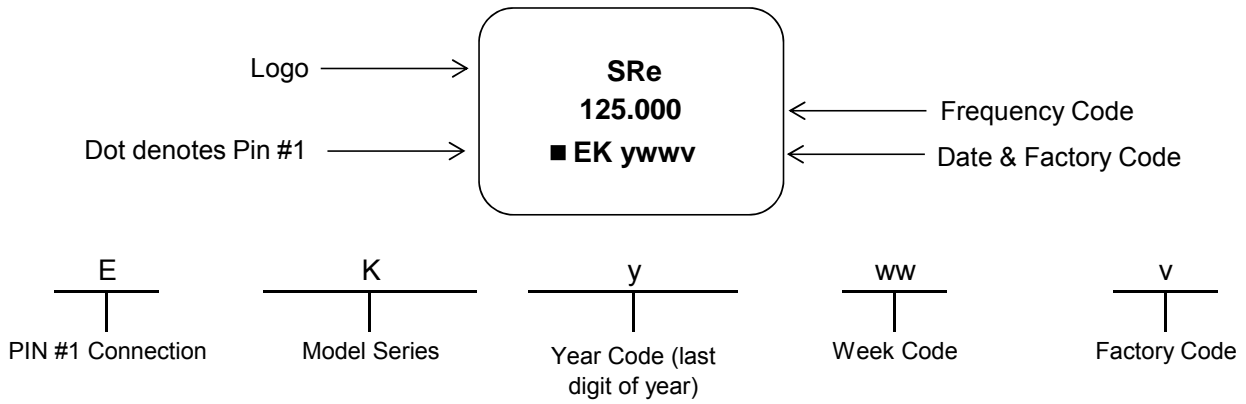 Logo
SRe
125.000
Frequency Code
Dot denotes Pin #1
■ EK ywwv
Date & Factory Code
E
K
y
ww
v
PIN #1 Connection
Model Series
Year Code (last
digit of year)
Week Code
Factory Code